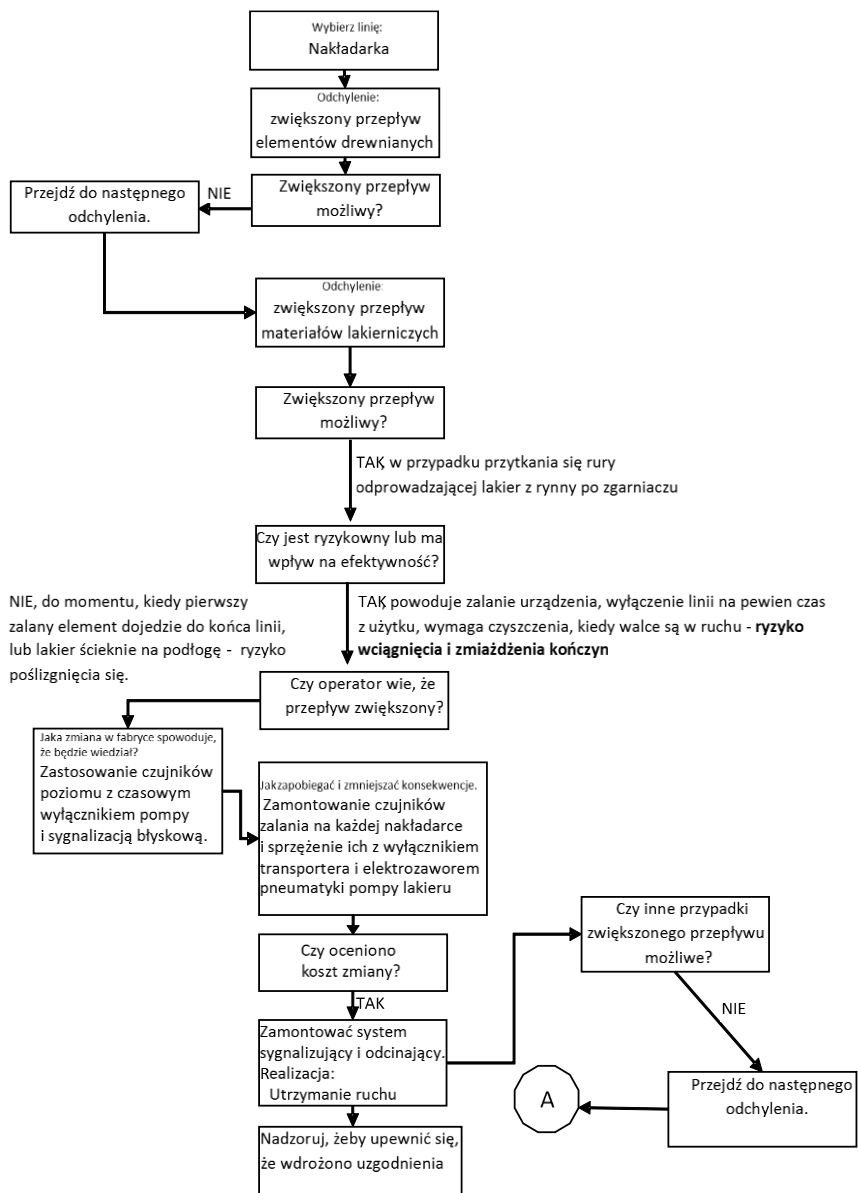 Wybierz linię:
Nakładarka
Odchylenie:
zwiększony przepływ
elementów drewnianych
Zwiększony przepływ
możliwy?
NIE
Przejdź do następnego
odchylenia.
Odchylenie:
zwiększony przepływ
materiałów lakierniczych
Zwiększony przepływ
możliwy?
TAK, w przypadku przytkania się rury
odprowadzającej lakier z rynny po zgarniaczu
Czy jest ryzykowny lub ma
wpływ na efektywność?
NIE, do momentu, kiedy pierwszy
zalany element dojedzie do końca linii,
lub lakier ścieknie na podłogę - ryzyko
poślizgnięcia się.
TAK, powoduje zalanie urządzenia, wyłączenie linii na pewien czas
z użytku, wymaga czyszczenia, kiedy walce są w ruchu - ryzyko
wciągnięcia i zmiażdżenia kończyn
Czy operator wie, że
przepływ zwiększony?
Jaka zmiana w fabryce spowoduje,
że będzie wiedział?
Zastosowanie czujników
poziomu z czasowym
wyłącznikiem pompy
i sygnalizacją błyskową.
Jakzapobiegać i zmniejszać konsekwencje.
Zamontowanie czujników
zalania na każdej nakładarce
i sprzężenie ich z wyłącznikiem
transportera i elektrozaworem
pneumatyki pompy lakieru
Czy oceniono
koszt zmiany?
TAK
Zamontować system
sygnalizujący i odcinający.
Realizacja:
Utrzymanie ruchu
Nadzoruj, żeby upewnić się,
że wdrożono uzgodnienia
Czy inne przypadki
zwiększonego przepływu
możliwe?
NIE
Przejdź do następnego
odchylenia.
A